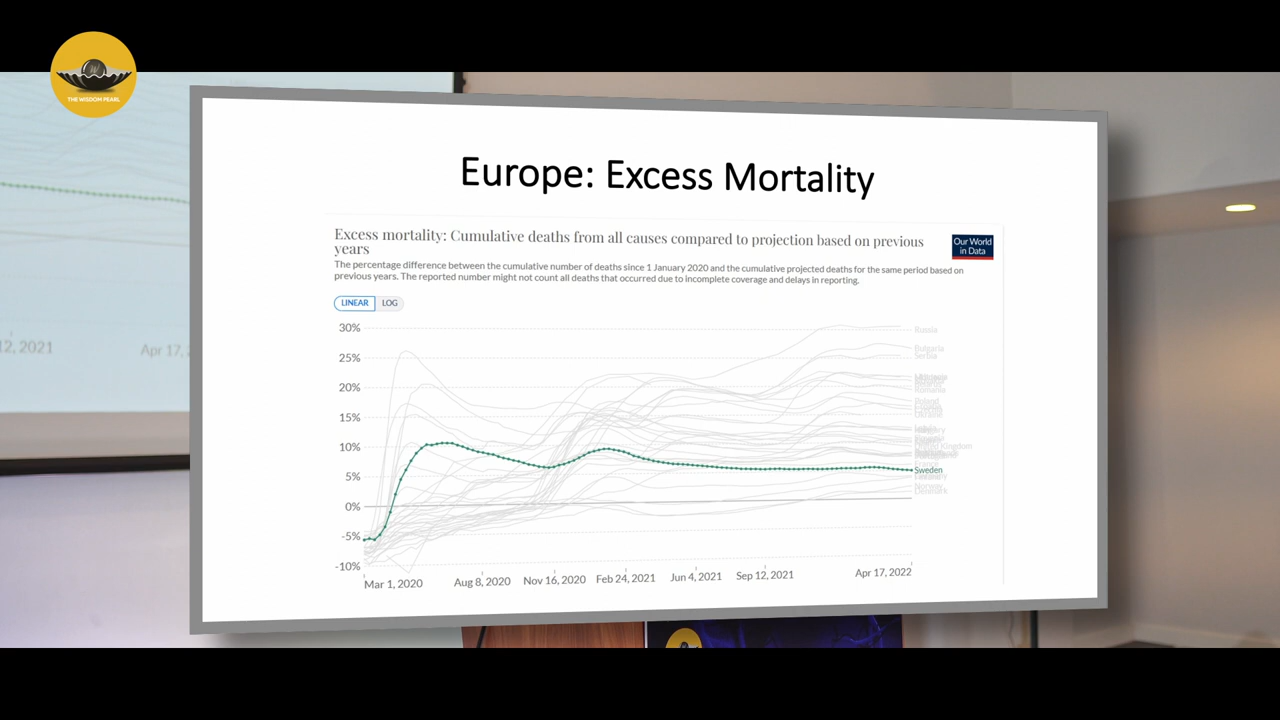 THE WISDOM PEARL
Europe: Excess Mortality
Excess mortality: Cumulative deaths from all causes compared to projection based on previous
years
Our World
in Data
The percentage difference between the cumulative number of deaths since 1 January 2020 and the cumulative projected deaths for the same period based on
previous years. The reported number might not count all deaths that occurred due to incomplete coverage and delays in reporting.
LINEAR LOG
30%
Russia
Bulgaria
Serbia
25%
20%
Romania
Poland
Ukraine
15%
10%
United Kingdom
5%
Sweden
Norway
Denmark
0%
-5%
-10%
Mar 1, 2020 Aug 8, 2020 Nov 16, 2020 Feb 24, 2021 Jun 4, 2021 Sep 12, 2021 Apr 17, 2022
12, 2021 Apr 17, 2